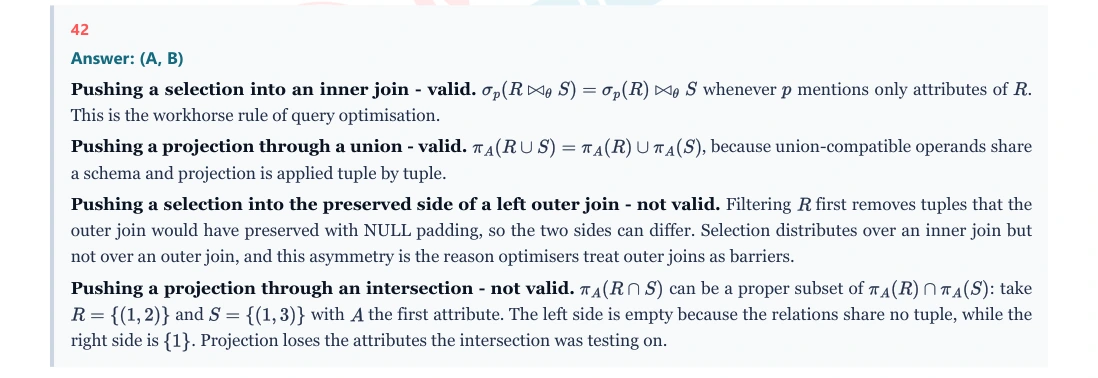 42
Answer: (A, B)
Pushing a selection into an inner join - valid. σ_p(R ⋈_θ S) = σ_p(R) ⋈_θ S whenever p mentions only attributes of R.
This is the workhorse rule of query optimisation.
Pushing a projection through a union - valid. π_A(R ∪ S) = π_A(R) ∪ π_A(S), because union-compatible operands share
a schema and projection is applied tuple by tuple.
Pushing a selection into the preserved side of a left outer join - not valid. Filtering R first removes tuples that the
outer join would have preserved with NULL padding, so the two sides can differ. Selection distributes over an inner join but
not over an outer join, and this asymmetry is the reason optimisers treat outer joins as barriers.
Pushing a projection through an intersection - not valid. π_A(R ∩ S) can be a proper subset of π_A(R) ∩ π_A(S): take
R = {(1, 2)} and S = {(1, 3)} with A the first attribute. The left side is empty because the relations share no tuple, while the
right side is {1}. Projection loses the attributes the intersection was testing on.